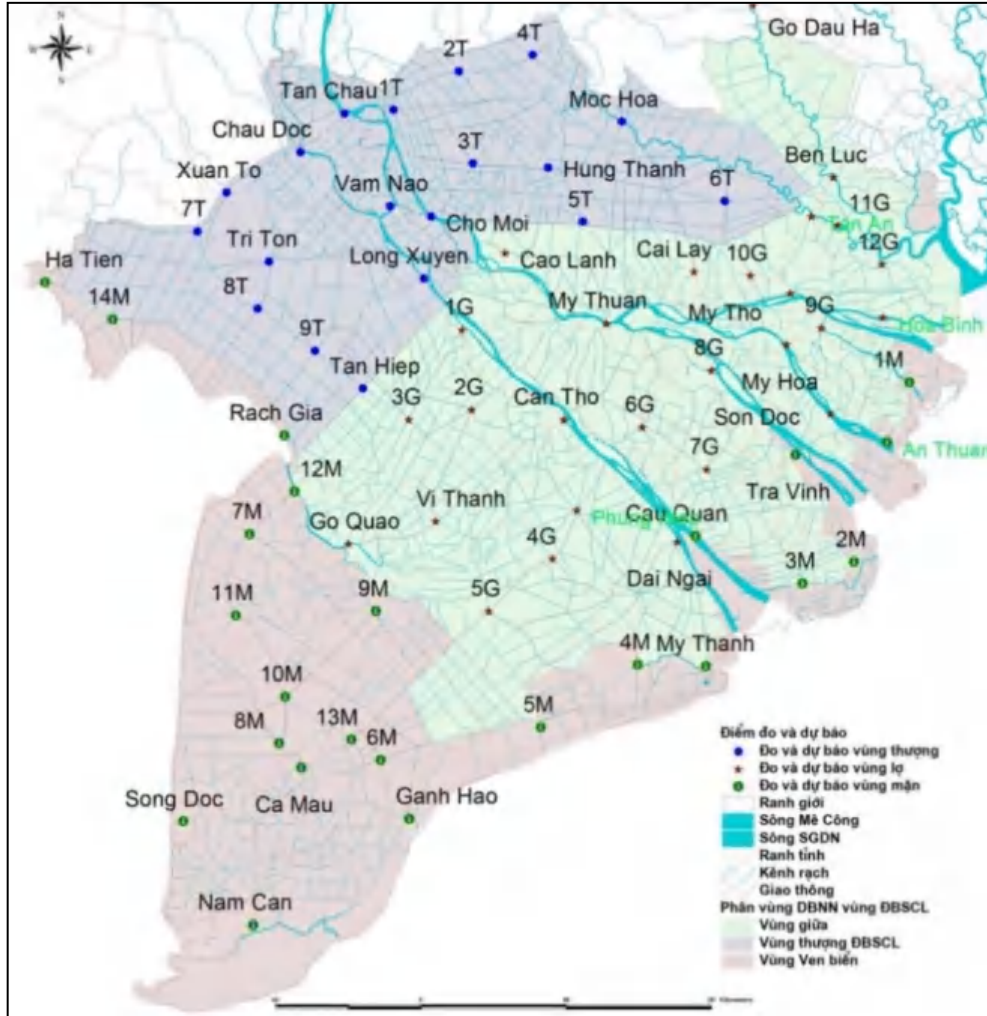 N
W
E
Go Dau Ha
4T
2T
Tan Chau
1T
Moc Hoa
Chau Doc
3T
Ben Luc
Xuan To
Vam Nao
Hung Thanh
6T
11G
7T
5T
Tan An
Cho Moi
Tri Ton
Long Xuyen
Cai Lay
10G
12G
Ha Tien
Cao Lanh
8T
14M
1G
My Thuan
My Tho
9G
Hoa Binh
9T
8G
1M
Tan Hiep
My Hoa
3G
2G
Can Tho
6G
Rach Gia
Son Doc
An Thuan
7G
12M
Tra Vinh
7M
Vi Thanh
Go Quao
Cau Quan
4G
2M
Dai Ngai
3M
11M
9M
5G
4M
My Thanh
10M
5M
8M
13M
6M
Song Doc
Ca Mau
Ganh Hao
Nam Can
Điểm đo và dự báo
Đo và dự báo vùng thượng
Đo và dự báo vùng lợ
Đo và dự báo vùng mặn
Ranh giới
Sông Mê Công
Sông SGDN
Ranh tỉnh
Kênh rạch
Giao thông
Phân vùng DBNN vùng ĐBSCL
Vùng giữa
Vùng thượng ĐBSCL
Vùng Ven biển